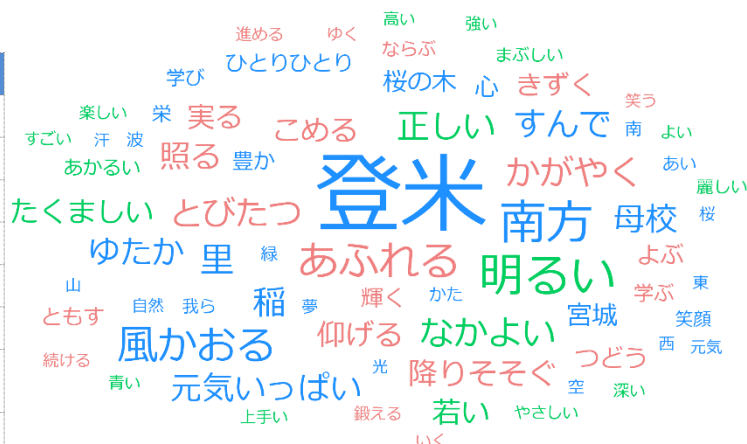 高い
強い
進める
ゆく
ならぶ
まぶしい
ひとりひとり
学び
桜の木
心
きずく
笑う
楽しい
栄
実る
こめる
正しい
すんで
南
よい
すごい
汗
波
照る
豊か
登米
かがやく
あい
あかるい
麗しい
たくましい
とびたつ
南方
母校
桜
ゆたか
里
緑
あふれる
明るい
よぶ
山
東
自然
我ら
稲
夢
輝く
かた
学ぶ
宮城
笑顔
ともす
風かおる
仰げる
なかよい
西
元気
続ける
光
つどう
青い
元気いっぱい
降りそそぐ
空
深い
上手い
鍛える
若い
やさしい
いく